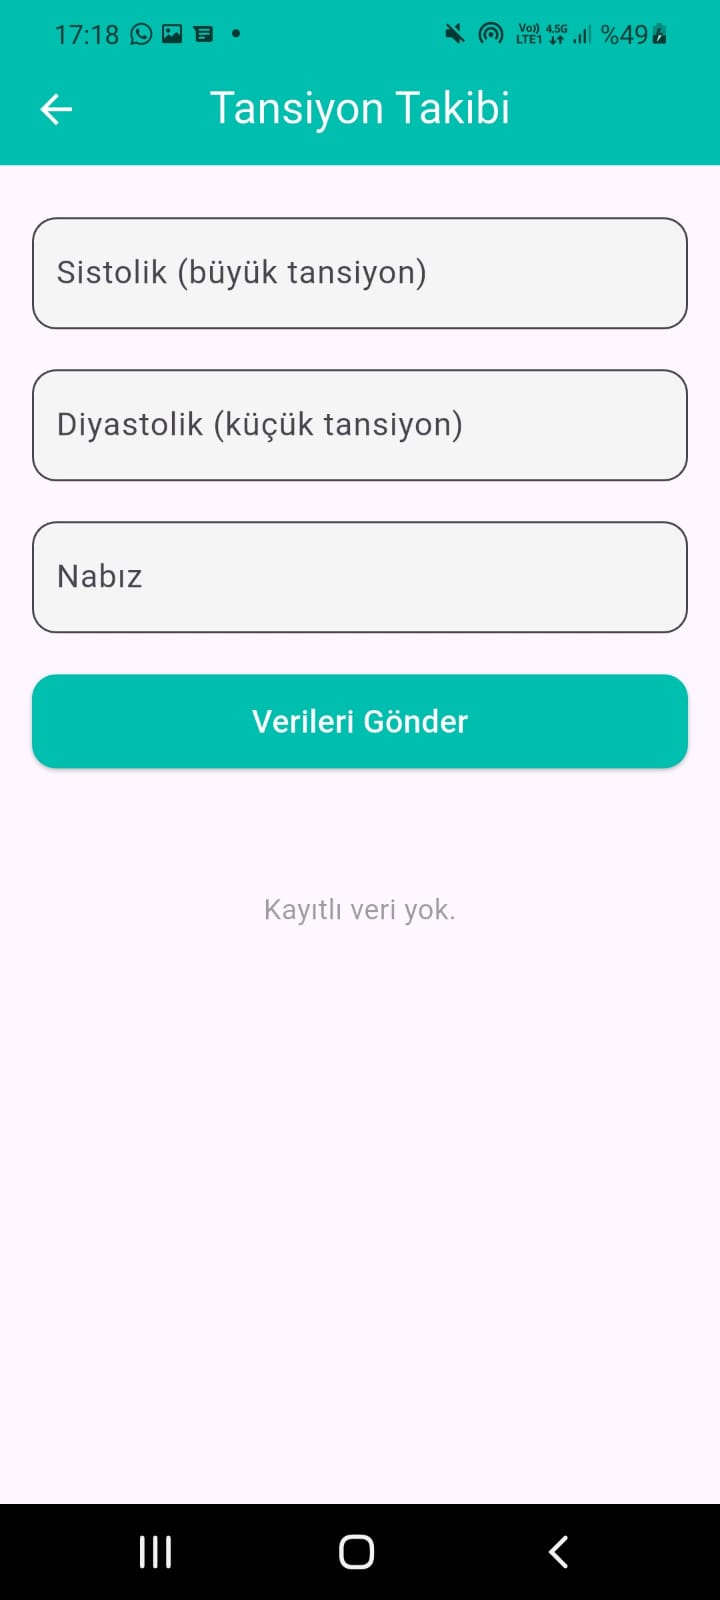 17:18 Vo)) LTE1 4.5G %49
Tansiyon Takibi
Sistolik (büyük tansiyon)
Diyastolik (küçük tansiyon)
Nabız
Verileri Gönder
Kayıtlı veri yok.